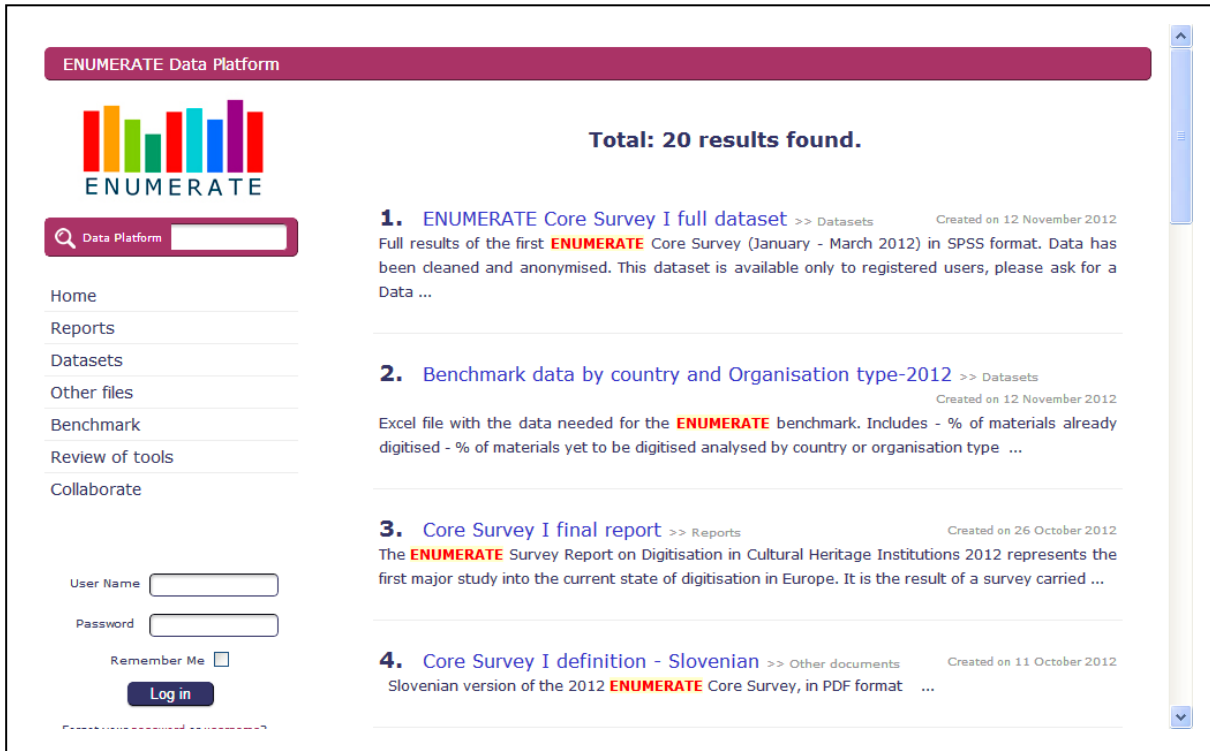 ENUMERATE Data Platform
ENUMERATE
Data Platform
Home
Reports
Datasets
Other files
Benchmark
Review of tools
Collaborate
User Name
Password
Remember Me
Log in
Forgot your password or username?
Total: 20 results found.
1. ENUMERATE Core Survey I full dataset >> Datasets Created on 12 November 2012
Full results of the first ENUMERATE Core Survey (January - March 2012) in SPSS format. Data has
been cleaned and anonymised. This dataset is available only to registered users, please ask for a
Data ...
2. Benchmark data by country and Organisation type-2012 >> Datasets
Created on 12 November 2012
Excel file with the data needed for the ENUMERATE benchmark. Includes - % of materials already
digitised - % of materials yet to be digitised analysed by country or organisation type ...
3. Core Survey I final report >> Reports Created on 26 October 2012
The ENUMERATE Survey Report on Digitisation in Cultural Heritage Institutions 2012 represents the
first major study into the current state of digitisation in Europe. It is the result of a survey carried ...
4. Core Survey I definition - Slovenian >> Other documents Created on 11 October 2012
Slovenian version of the 2012 ENUMERATE Core Survey, in PDF format ...